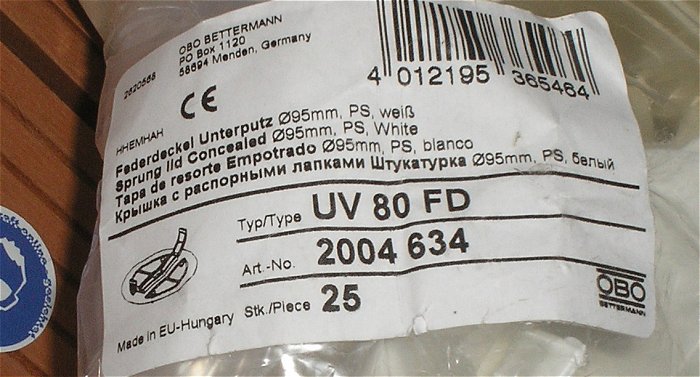 OBO BETTERMANN
PO Box 1120
58694 Menden, Germany
2620568
CE
4 012195 365464
HHEMHAH
Federdeckel Unterputz Ø95mm, PS, weiß
Sprung lid Concealed Ø95mm, PS, White
Tapa de resorte Empotrado Ø95mm, PS, blanco
Крышка с распорными лапками Штукатурка Ø95mm, PS, белый
Typ/Type UV 80 FD
Art.-No. 2004 634
Stk./Piece 25
Made in EU-Hungary
OBO
BETTERMANN